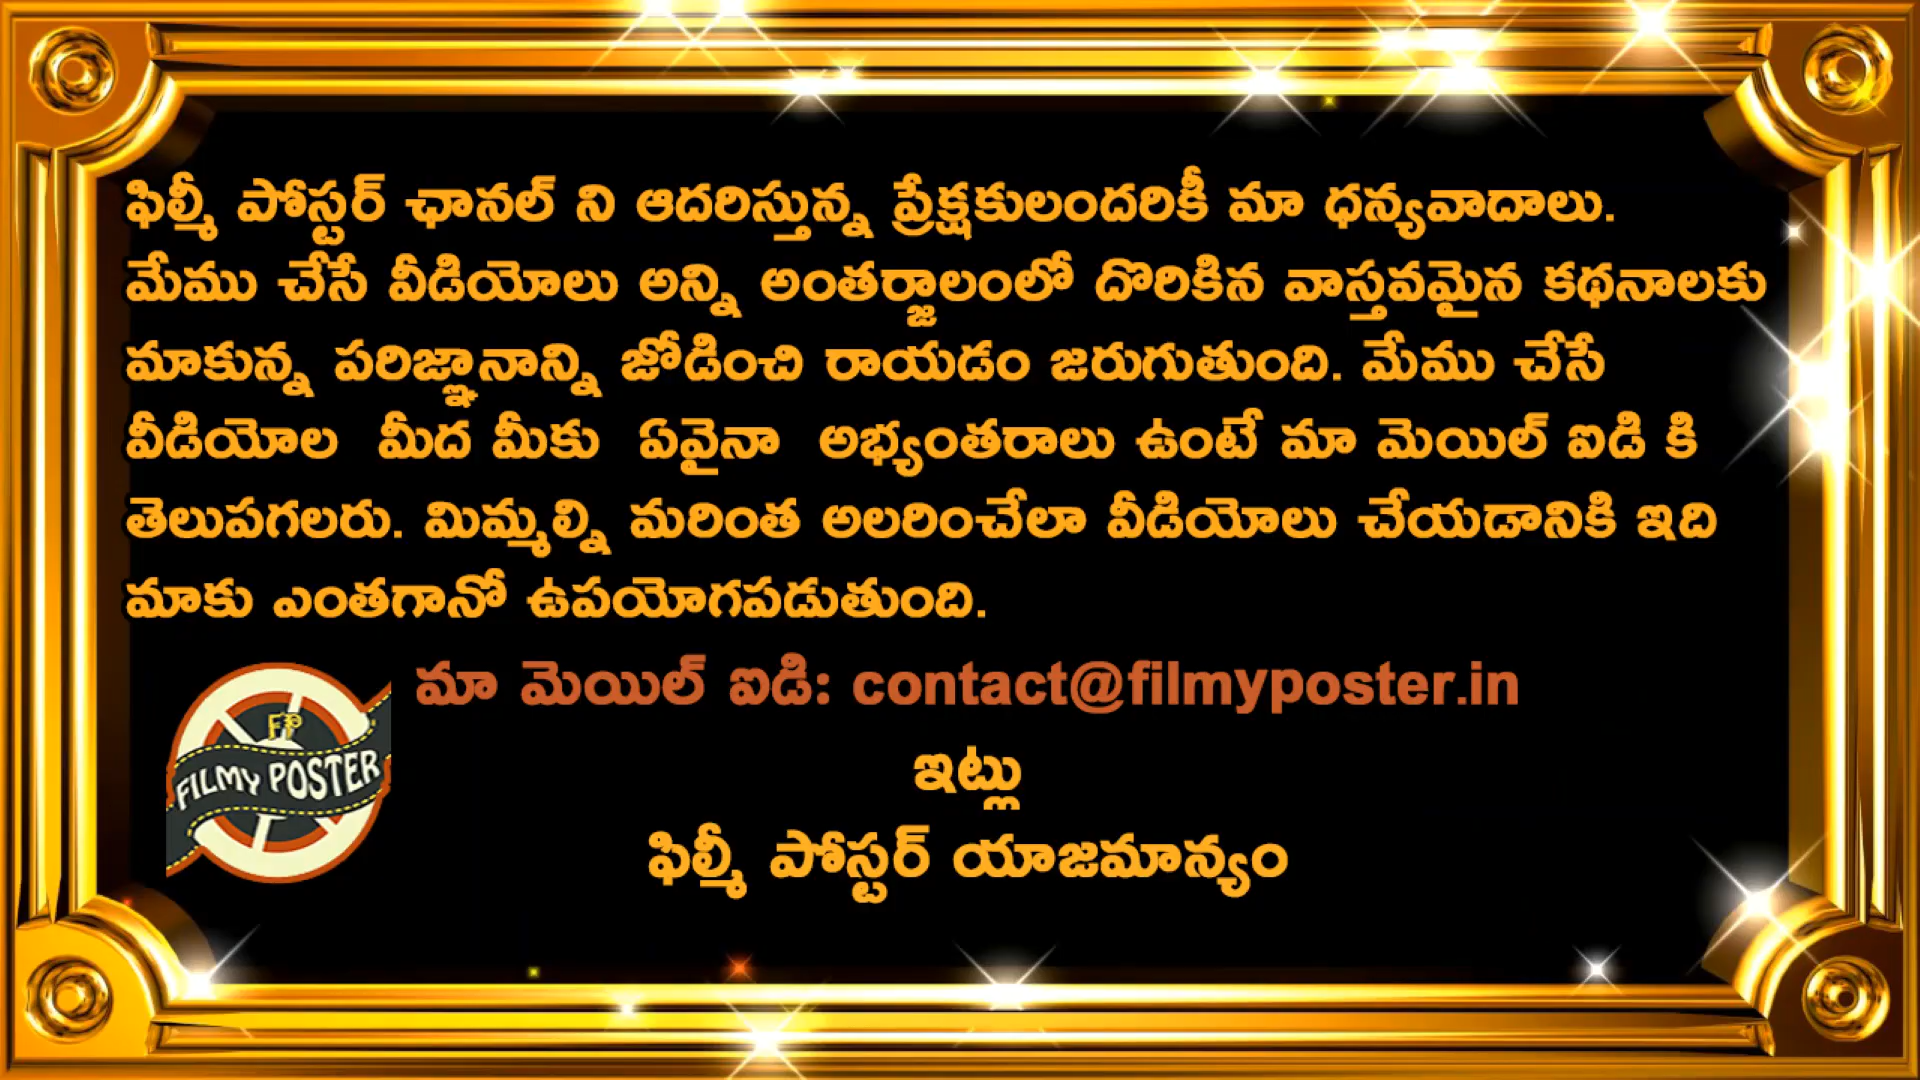 ఫిల్మీ పోస్టర్ ఛానల్ ని ఆదరిస్తున్న ప్రేక్షకులందరికీ మా ధన్యవాదాలు.
మేము చేసే వీడియోలు అన్ని అంతర్జాలంలో దొరికిన వాస్తవమైన కథనాలకు
మాకున్న పరిజ్ఞానాన్ని జోడించి రాయడం జరుగుతుంది. మేము చేసే
వీడియోల మీద మీకు ఏవైనా అభ్యంతరాలు ఉంటే మా మెయిల్ ఐడి కి
తెలుపగలరు. మిమ్మల్ని మరింత అలరించేలా వీడియోలు చేయడానికి ఇది
మాకు ఎంతగానో ఉపయోగపడుతుంది.
మా మెయిల్ ఐడి: contact@filmyposter.in
FP
FILMY POSTER
ఇట్లు
ఫిల్మీ పోస్టర్ యాజమాన్యం